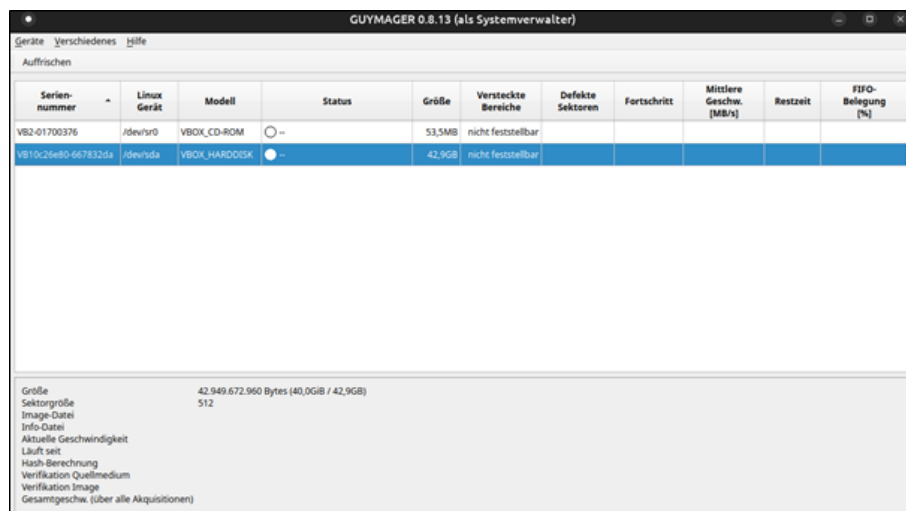 GUYMAGER 0.8.13 (als Systemverwalter)
Geräte Verschiedenes Hilfe
Auffrischen
Serien-nummer Linux Gerät Modell Status Größe Versteckte Bereiche Defekte Sektoren Fortschritt Mittlere Geschw. [MB/s] Restzeit FIFO-Belegung [%]
VB2-01700376 /dev/sr0 VBOX_CD-ROM -- 53,5MB nicht feststellbar
VB10c26e80-667832da /dev/sda VBOX_HARDDISK -- 42,9GB nicht feststellbar
Größe 42.949.672.960 Bytes (40,0GiB / 42,9GB)
Sektorgröße 512
Image-Datei
Info-Datei
Aktuelle Geschwindigkeit
Läuft seit
Hash-Berechnung
Verifikation Quellmedium
Verifikation Image
Gesamtgeschw. (über alle Akquisitionen)